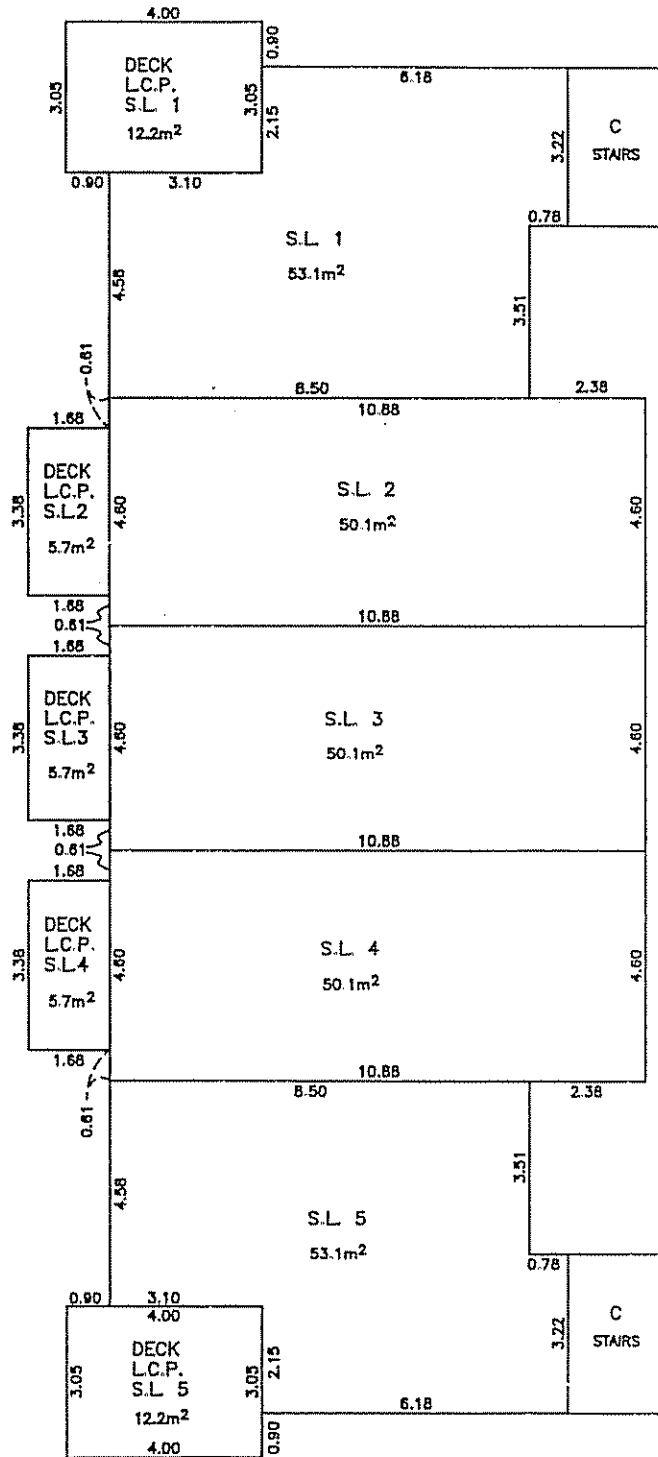 4.00
0.90
DECK
L.C.P.
S.L. 1
12.2m²
3.05
3.05
2.15
6.18
C
STAIRS
3.22
0.90
3.10
0.78
S.L. 1
53.1m²
4.58
3.51
0.61
8.50
2.38
10.88
1.68
DECK
L.C.P.
S.L.2
5.7m²
3.38
4.60
S.L. 2
50.1m²
4.60
1.68
0.61
1.68
10.88
DECK
L.C.P.
S.L.3
5.7m²
3.38
4.60
S.L. 3
50.1m²
4.60
1.68
0.61
1.68
10.88
DECK
L.C.P.
S.L.4
5.7m²
3.38
4.60
S.L. 4
50.1m²
4.60
1.68
10.88
0.61
8.50
2.38
4.58
3.51
S.L. 5
53.1m²
0.78
0.90
3.10
4.00
C
STAIRS
3.22
DECK
L.C.P.
S.L. 5
12.2m²
3.05
3.05
2.15
6.18
4.00
0.90